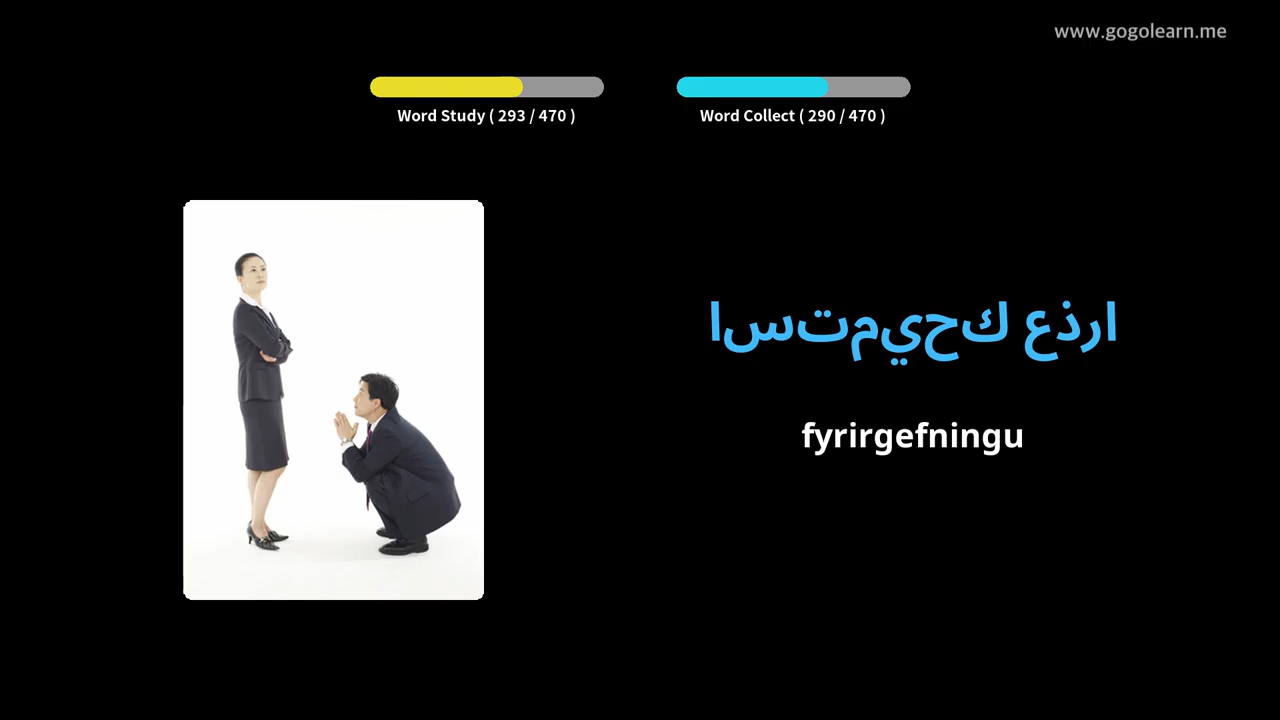 www.gogolearn.me
Word Study ( 293 / 470 )
Word Collect ( 290 / 470 )
استميحك عذرا
fyrirgefningu